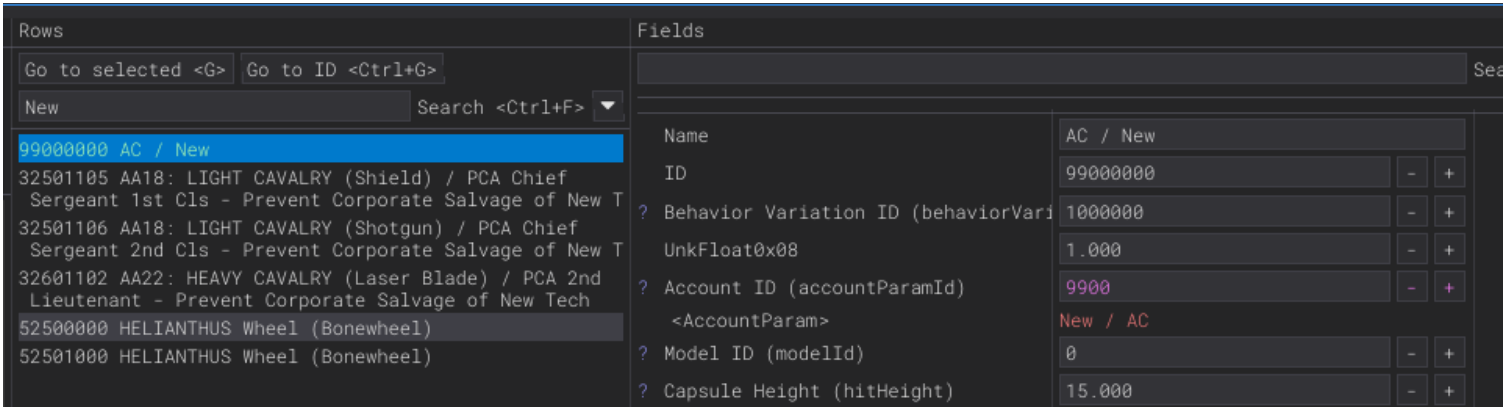 Rows
Go to selected <G> Go to ID <Ctrl+G>
New Search <Ctrl+F>
99000000 AC / New
32501105 AA18: LIGHT CAVALRY (Shield) / PCA Chief
Sergeant 1st Cls - Prevent Corporate Salvage of New T
32501106 AA18: LIGHT CAVALRY (Shotgun) / PCA Chief
Sergeant 2nd Cls - Prevent Corporate Salvage of New T
32601102 AA22: HEAVY CAVALRY (Laser Blade) / PCA 2nd
Lieutenant - Prevent Corporate Salvage of New Tech
52500000 HELIANTHUS Wheel (Bonewheel)
52501000 HELIANTHUS Wheel (Bonewheel)
Fields
Sea
Name AC / New
ID 99000000 - +
? Behavior Variation ID (behaviorVari 1000000 - +
UnkFloat0x08 1.000 - +
? Account ID (accountParamId) 9900 - +
<AccountParam> New / AC
? Model ID (modelId) 0 - +
? Capsule Height (hitHeight) 15.000 - +